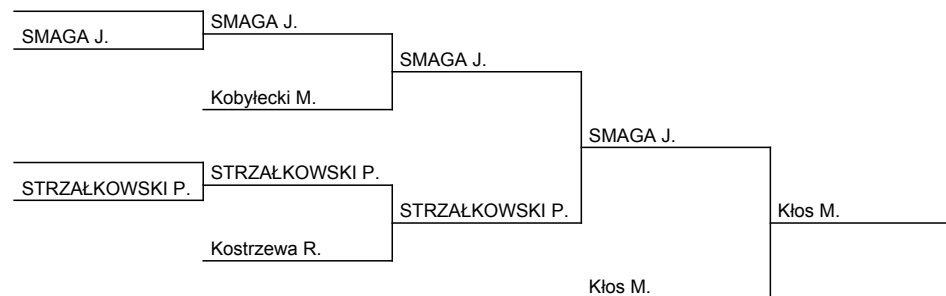 SMAGA J.
SMAGA J.
SMAGA J.
Kobyłecki M.
SMAGA J.
STRZAŁKOWSKI P.
STRZAŁKOWSKI P.
STRZAŁKOWSKI P.
Kłos M.
Kostrzewa R.
Kłos M.